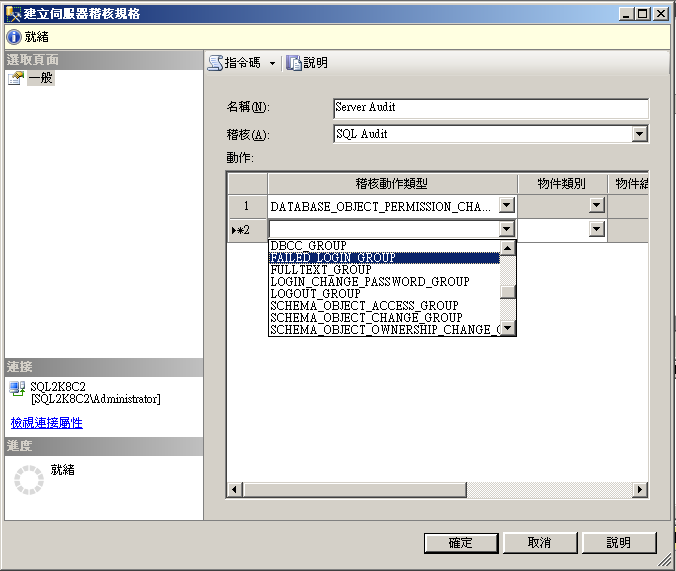 建立伺服器稽核規格
就緒
選取頁面
一般
指令碼
說明
名稱(N):
Server Audit
稽核(A):
SQL Audit
動作:
稽核動作類型
物件類別
物件結
1
DATABASE_OBJECT_PERMISSION_CHA...
▶*2
DBCC_GROUP
FAILED_LOGIN_GROUP
FULLTEXT_GROUP
LOGIN_CHANGE_PASSWORD_GROUP
LOGOUT_GROUP
SCHEMA_OBJECT_ACCESS_GROUP
SCHEMA_OBJECT_CHANGE_GROUP
SCHEMA_OBJECT_OWNERSHIP_CHANGE_G
連接
SQL2K8C2
[SQL2K8C2\Administrator]
檢視連接屬性
進度
就緒
確定
取消
說明